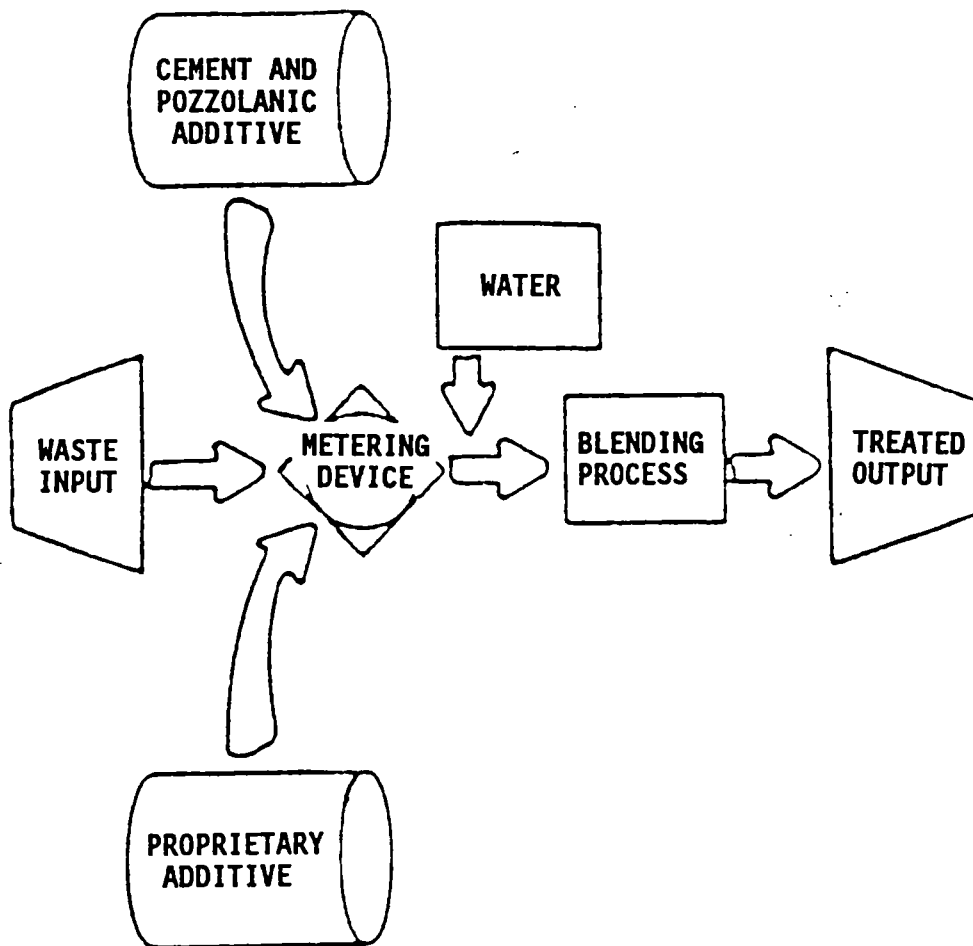 CEMENT AND
POZZOLANIC
ADDITIVE
WATER
WASTE
INPUT
METERING
DEVICE
BLENDING
PROCESS
TREATED
OUTPUT
PROPRIETARY
ADDITIVE